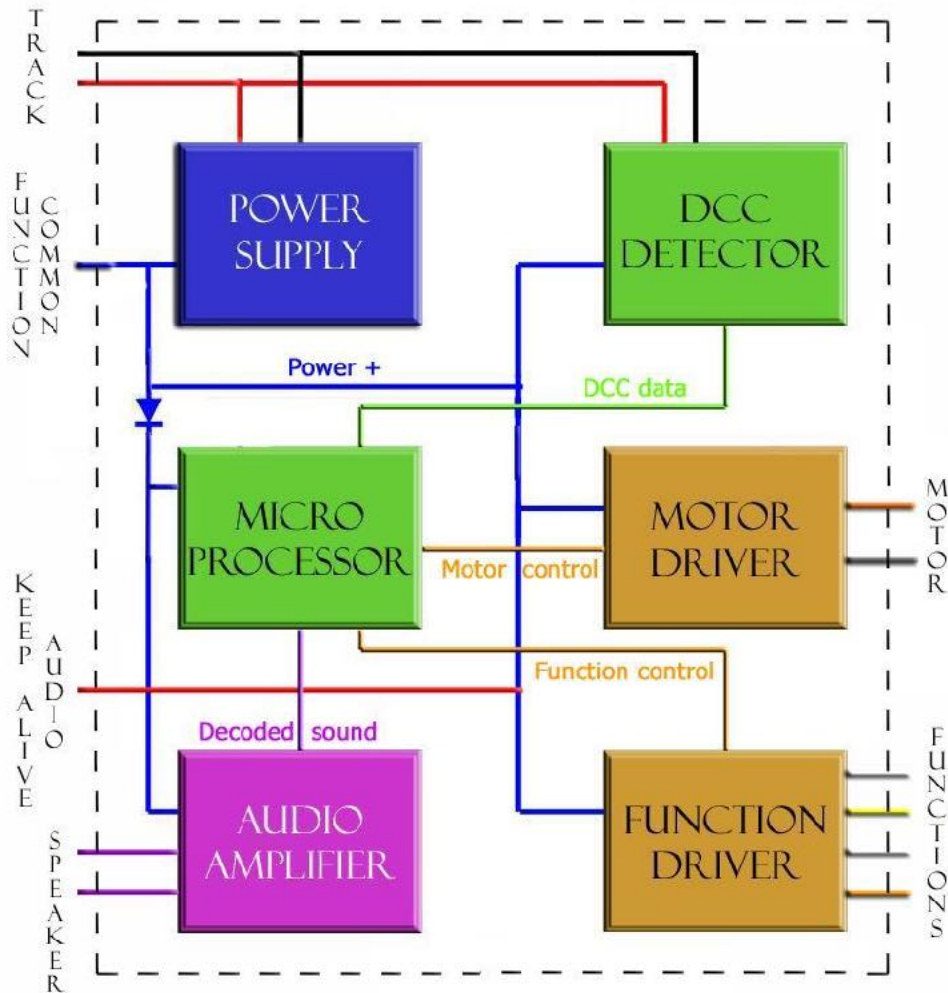 TRACK
FUNCTION
COMMON
POWER
SUPPLY
DCC
DETECTOR
Power +
DCC data
MICRO
PROCESSOR
MOTOR
DRIVER
Motor control
MOTOR
KEEP ALIVE
AUDIO
Function control
Decoded sound
AUDIO
AMPLIFIER
FUNCTION
DRIVER
FUNCTIONS
SPEAKER